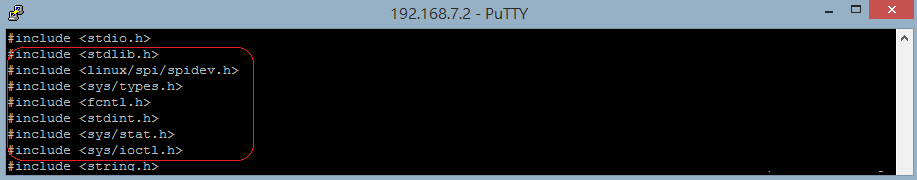 192.168.7.2 - PuTTY
#include <stdio.h>
#include <stdlib.h>
#include <linux/spi/spidev.h>
#include <sys/types.h>
#include <fcntl.h>
#include <stdint.h>
#include <sys/stat.h>
#include <sys/ioctl.h>
#include <string.h>